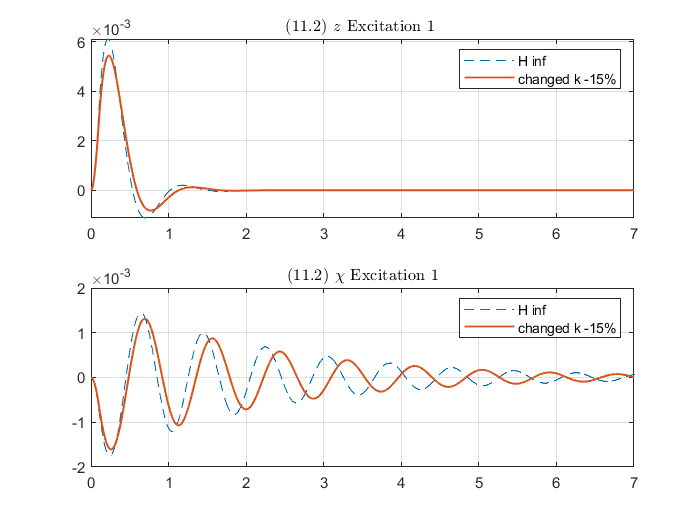 (11.2) z Excitation 1
×10-3
6
4
2
0
0 1 2 3 4 5 6 7
H inf
changed k -15%
(11.2) χ Excitation 1
×10-3
2
1
0
-1
-2
0 1 2 3 4 5 6 7
H inf
changed k -15%